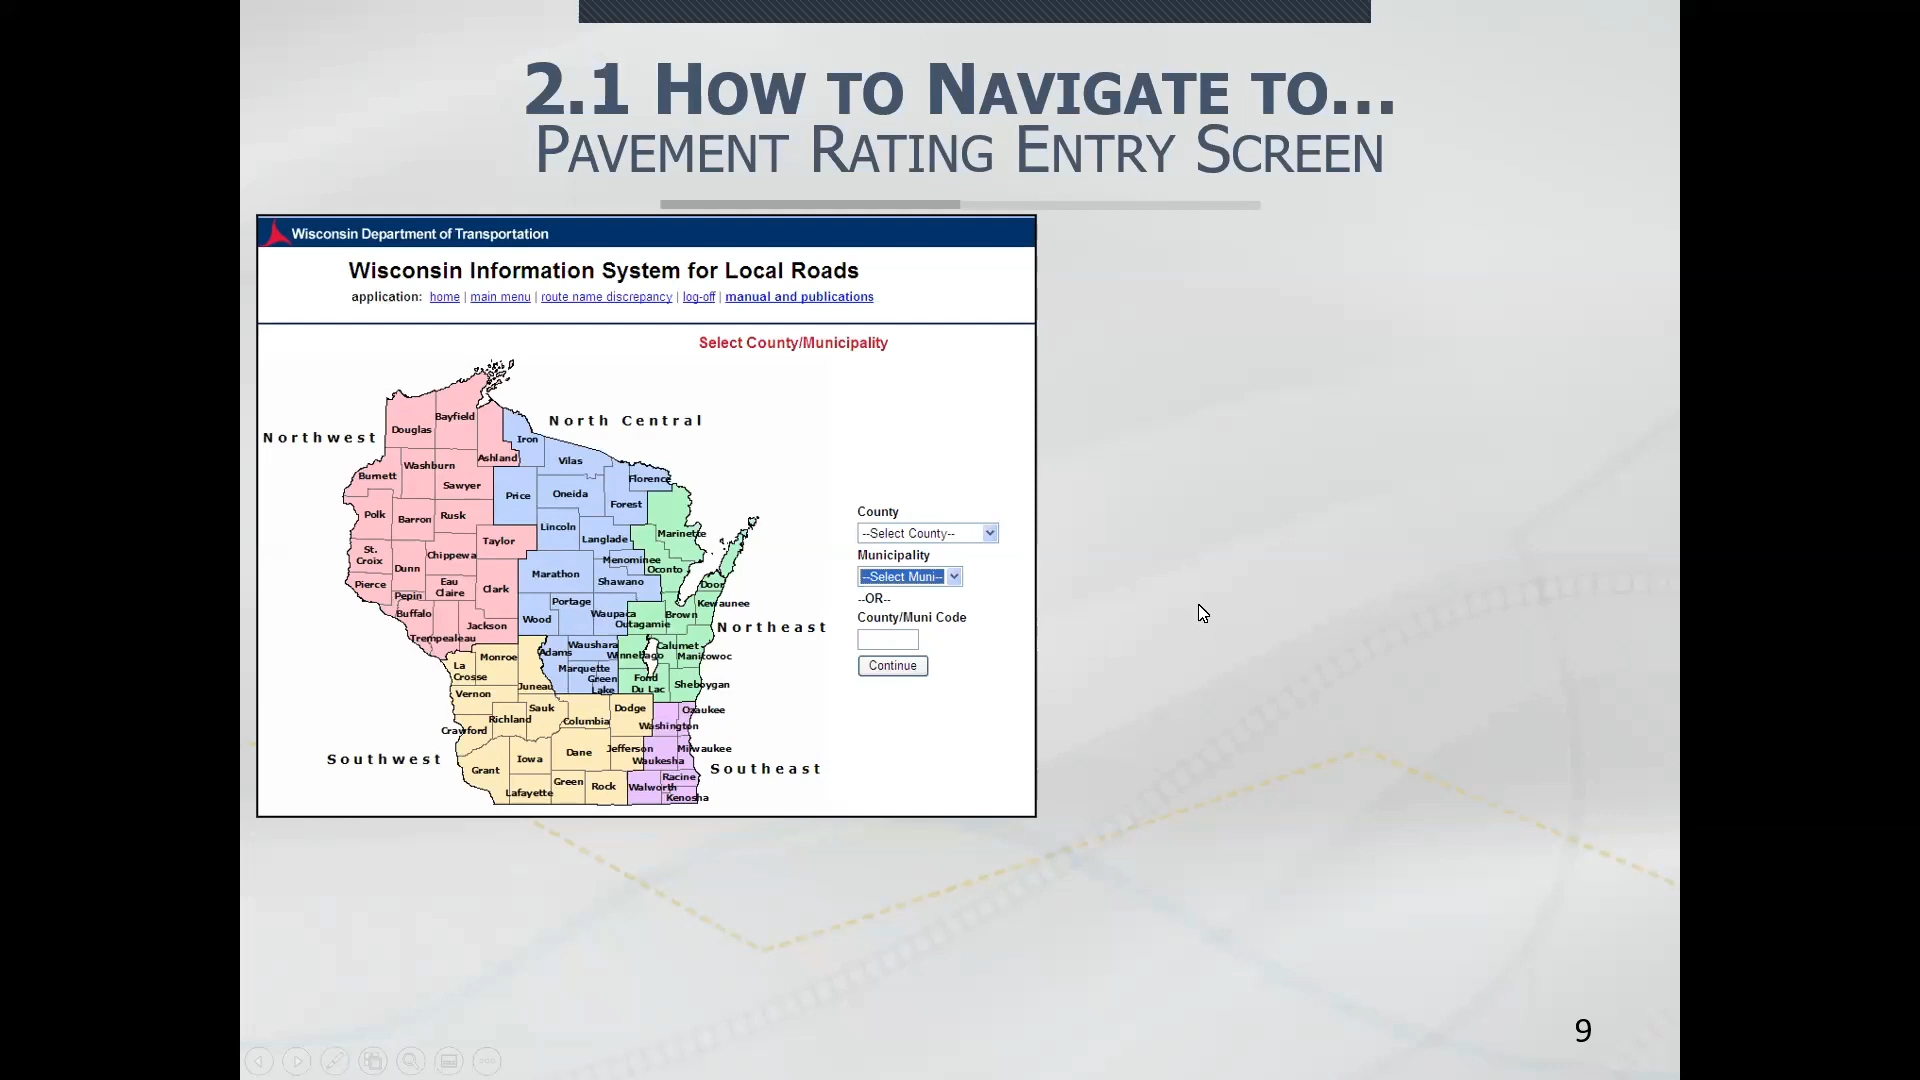 2.1 How to Navigate to...
Pavement Rating Entry Screen
Wisconsin Department of Transportation
Wisconsin Information System for Local Roads
application: home | main menu | route name discrepancy | log-off | manual and publications
Select County/Municipality
Northwest
North Central
Bayfield
Douglas
Iron
Ashland
Vilas
Washburn
Burnett
Sawyer
Florence
Price
Oneida
Forest
Polk
Barron
Rusk
Lincoln
Marinette
Taylor
Langlade
St.
Croix
Chippewa
Menominee
Dunn
Oconto
Marathon
Shawano
Pierce
Eau
Claire
Clark
Door
Pepin
Portage
Kewaunee
Buffalo
Wood
Waupaca
Brown
Outagamie
Jackson
Northeast
Trempealeau
Waushara
Calumet
Adams
Winnebago
Manitowoc
Monroe
La
Crosse
Marquette
Green
Lake
Fond
Du Lac
Sheboygan
Juneau
Vernon
Sauk
Dodge
Ozaukee
Richland
Columbia
Washington
Crawford
Southwest
Iowa
Dane
Jefferson
Milwaukee
Waukesha
Southeast
Grant
Racine
Green
Rock
Walworth
Lafayette
Kenosha
County
--Select County--
Municipality
--Select Muni--
--OR--
County/Muni Code
Continue
9